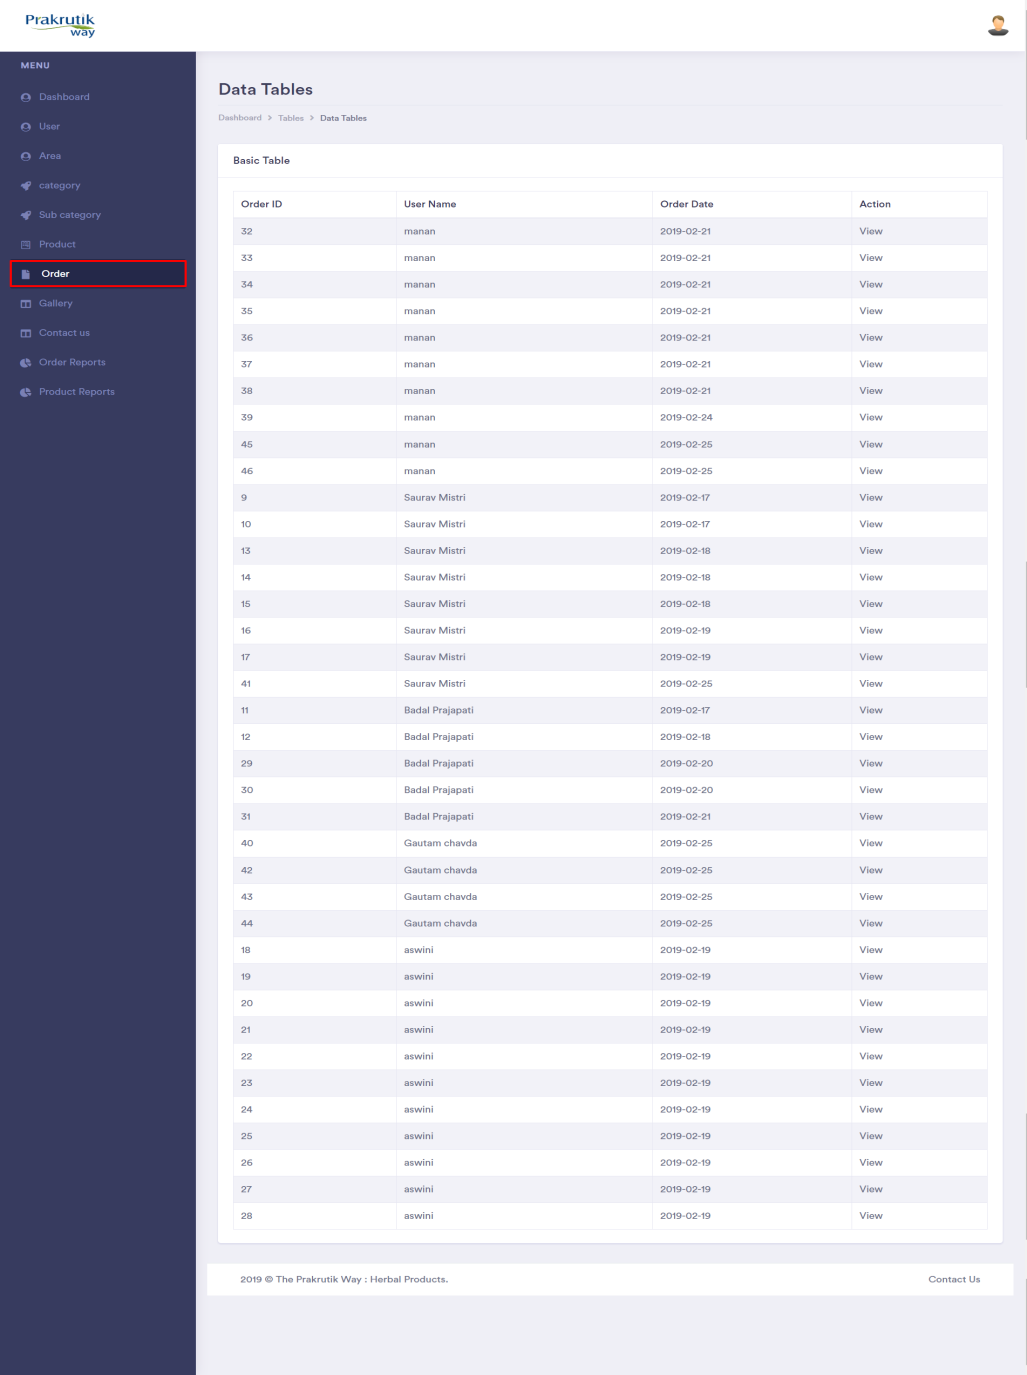 Prakrutik
way
MENU
Dashboard
User
Area
category
Sub category
Product
Order
Gallery
Contact us
Order Reports
Product Reports
Data Tables
Dashboard > Tables > Data Tables
Basic Table
Order ID User Name Order Date Action
32 manan 2019-02-21 View
33 manan 2019-02-21 View
34 manan 2019-02-21 View
35 manan 2019-02-21 View
36 manan 2019-02-21 View
37 manan 2019-02-21 View
38 manan 2019-02-21 View
39 manan 2019-02-24 View
45 manan 2019-02-25 View
46 manan 2019-02-25 View
9 Saurav Mistri 2019-02-17 View
10 Saurav Mistri 2019-02-17 View
13 Saurav Mistri 2019-02-18 View
14 Saurav Mistri 2019-02-18 View
15 Saurav Mistri 2019-02-18 View
16 Saurav Mistri 2019-02-19 View
17 Saurav Mistri 2019-02-19 View
41 Saurav Mistri 2019-02-25 View
11 Badal Prajapati 2019-02-17 View
12 Badal Prajapati 2019-02-18 View
29 Badal Prajapati 2019-02-20 View
30 Badal Prajapati 2019-02-20 View
31 Badal Prajapati 2019-02-21 View
40 Gautam chavda 2019-02-25 View
42 Gautam chavda 2019-02-25 View
43 Gautam chavda 2019-02-25 View
44 Gautam chavda 2019-02-25 View
18 aswini 2019-02-19 View
19 aswini 2019-02-19 View
20 aswini 2019-02-19 View
21 aswini 2019-02-19 View
22 aswini 2019-02-19 View
23 aswini 2019-02-19 View
24 aswini 2019-02-19 View
25 aswini 2019-02-19 View
26 aswini 2019-02-19 View
27 aswini 2019-02-19 View
28 aswini 2019-02-19 View
2019 © The Prakrutik Way : Herbal Products. Contact Us